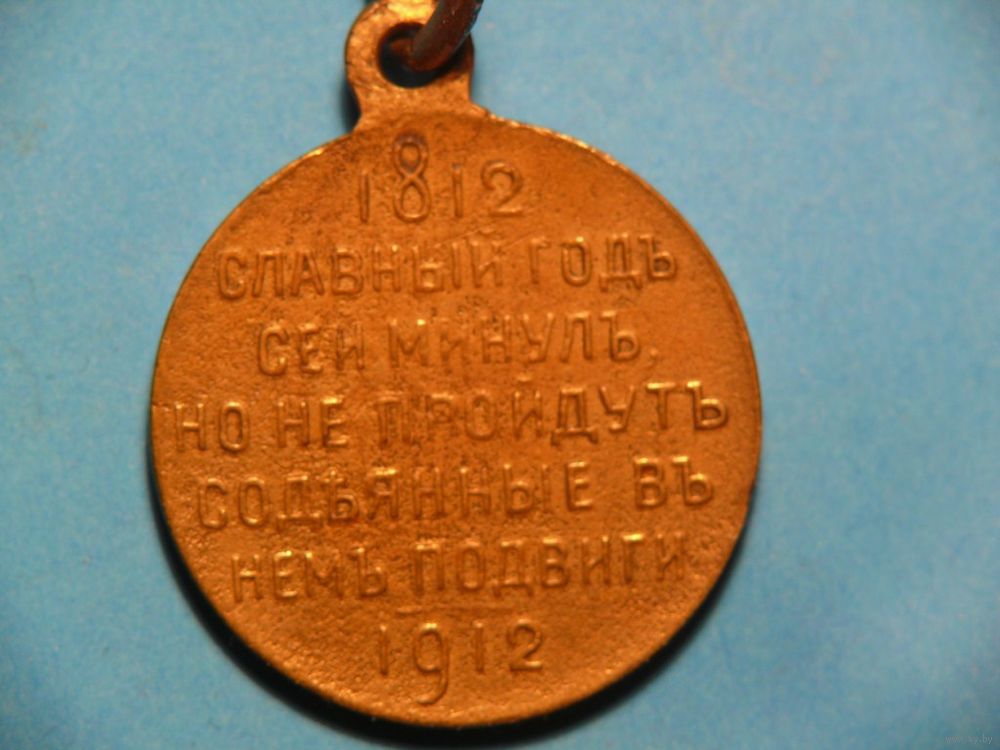 1812
СЛАВНЫЙ ГОДЪ
СЕЙ МИНУЛЪ,
НО НЕ ПРОЙДУТЪ
СОДѢЯННЫЕ ВЪ
НЕМЪ ПОДВИГИ
1912